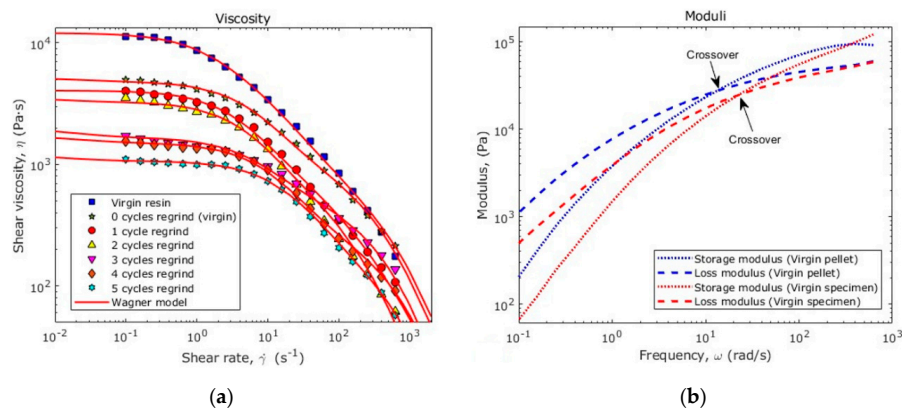 Viscosity
10^4
10^3
10^2
Shear viscosity, η (Pa·s)
Virgin resin
0 cycles regrind (virgin)
1 cycle regrind
2 cycles regrind
3 cycles regrind
4 cycles regrind
5 cycles regrind
Wagner model
10^-2 10^-1 10^0 10^1 10^2 10^3
Shear rate, γ̇ (s^-1)
(a)
Moduli
10^5
10^4
10^3
10^2
Modulus, (Pa)
Crossover
Crossover
Storage modulus (Virgin pellet)
Loss modulus (Virgin pellet)
Storage modulus (Virgin specimen)
Loss modulus (Virgin specimen)
10^-1 10^0 10^1 10^2 10^3
Frequency, ω (rad/s)
(b)